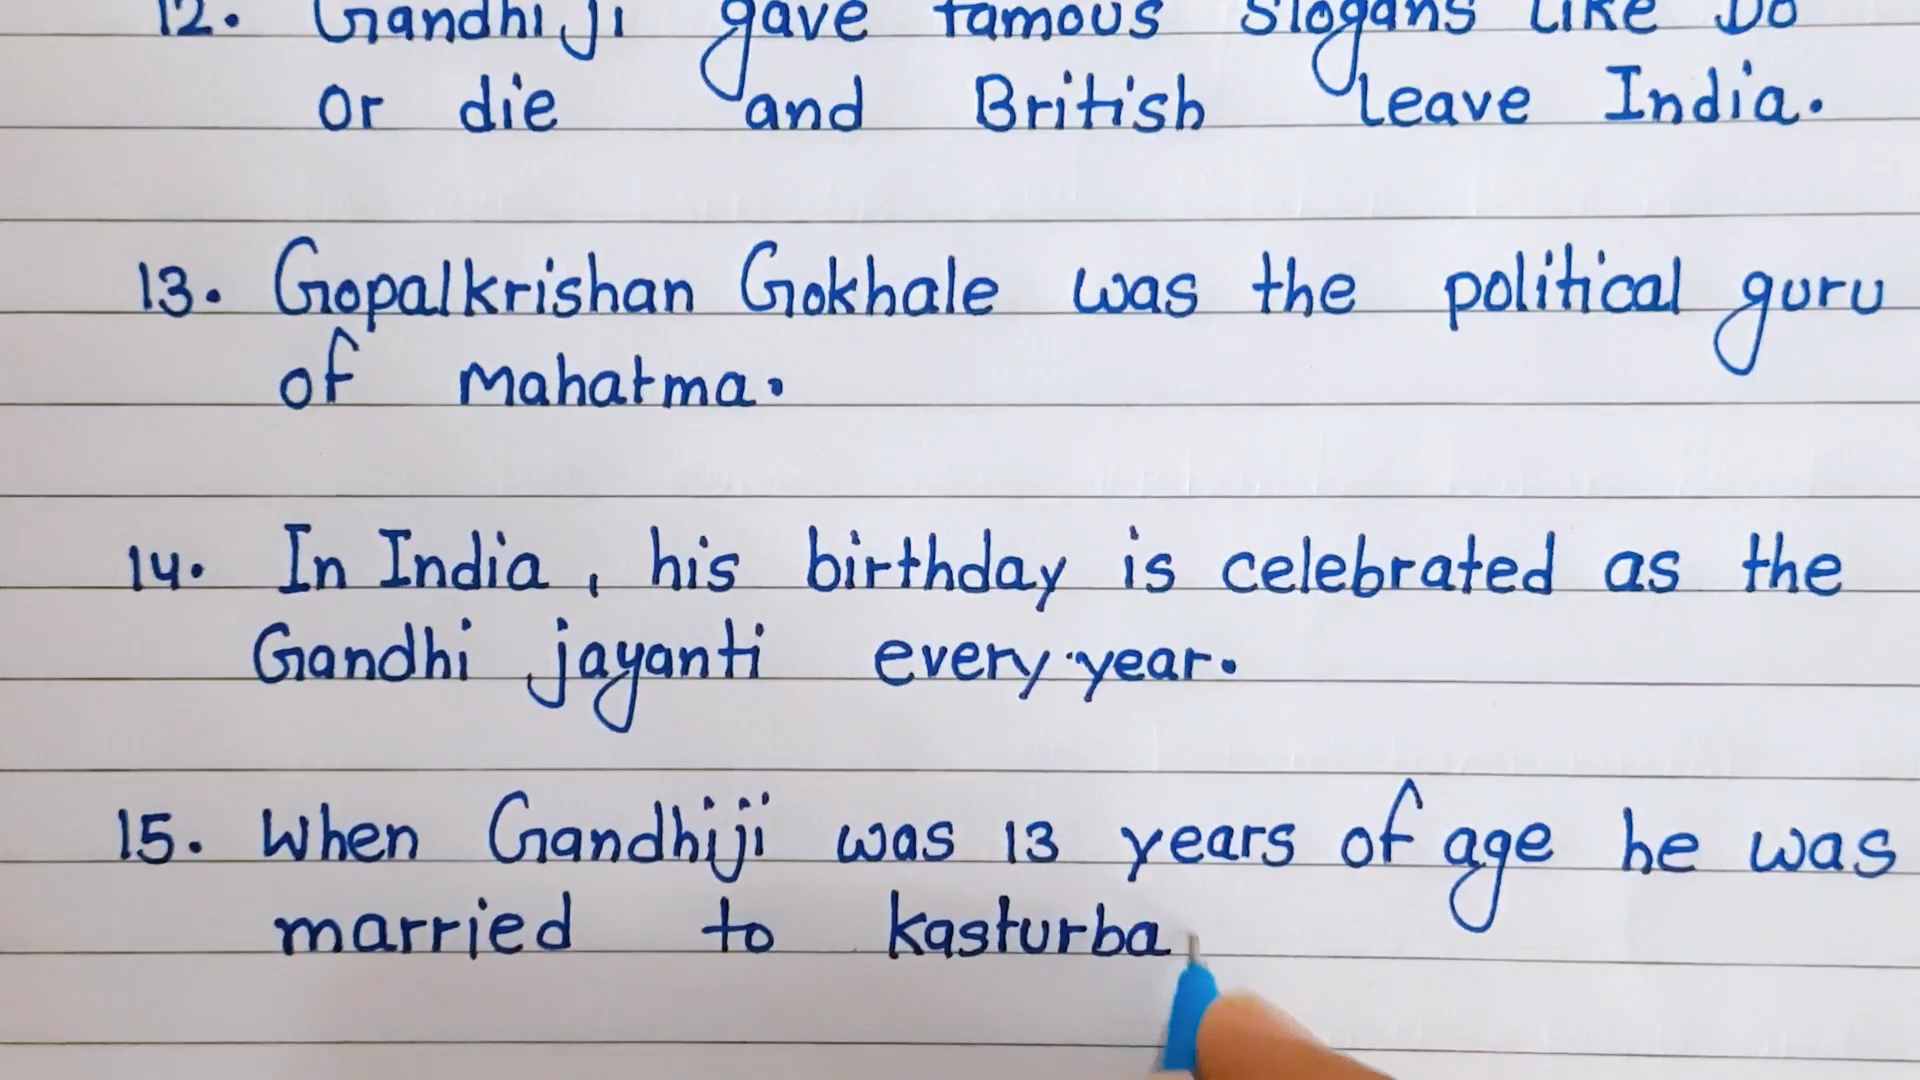 12. Gandhiji gave famous slogans like Do
or die and British leave India.
13. Gopalkrishan Gokhale was the political guru
of Mahatma.
14. In India, his birthday is celebrated as the
Gandhi jayanti every year.
15. When Gandhiji was 13 years of age he was
married to kasturba